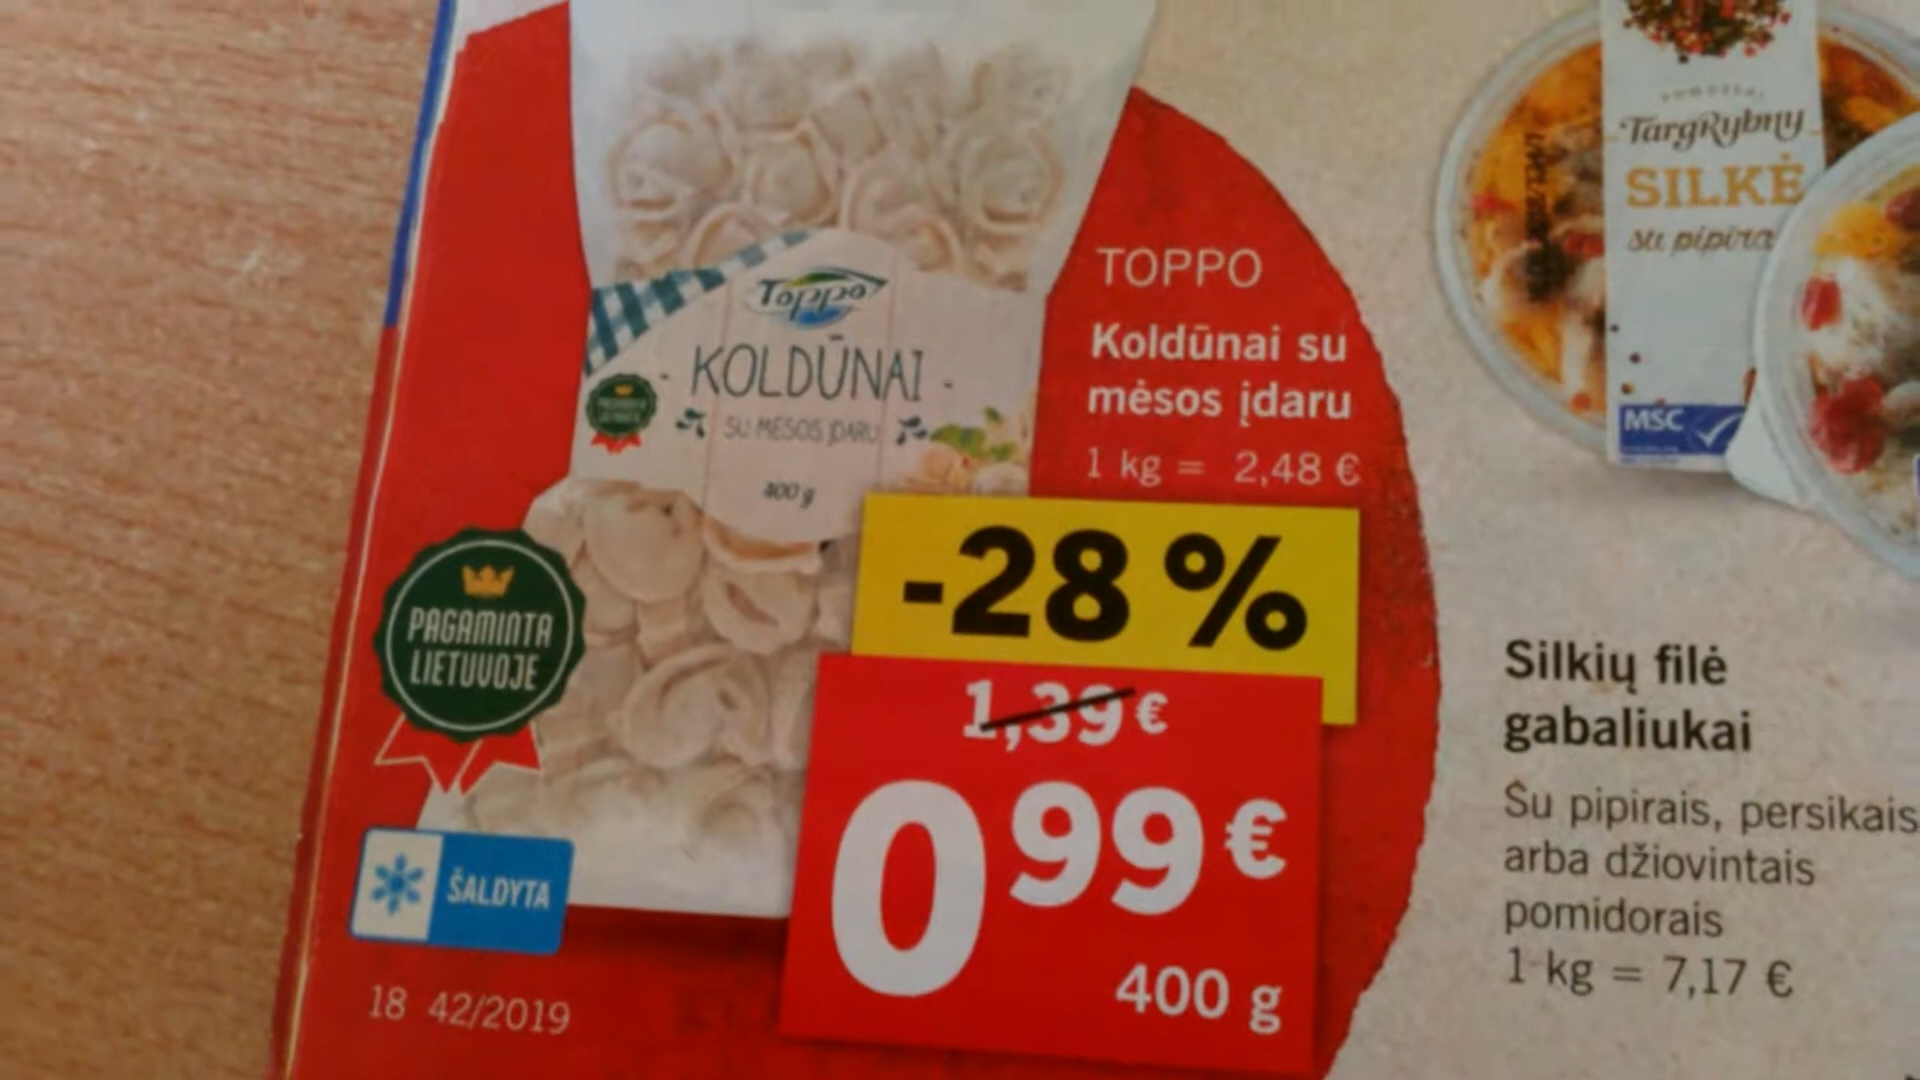 Toppo
- KOLDŪNAI -
SU MĖSOS ĮDARU
400 g
PAGAMINTA
LIETUVOJE
ŠALDYTA
18 42/2019
TOPPO
Koldūnai su
mėsos įdaru
1 kg = 2,48 €
-28 %
1,39 €
0 99 €
400 g
TargRybny
SILKĖ
su pipirai
MSC
Silkių filė
gabaliukai
Su pipirais, persikais
arba džiovintais
pomidorais
1 kg = 7,17 €